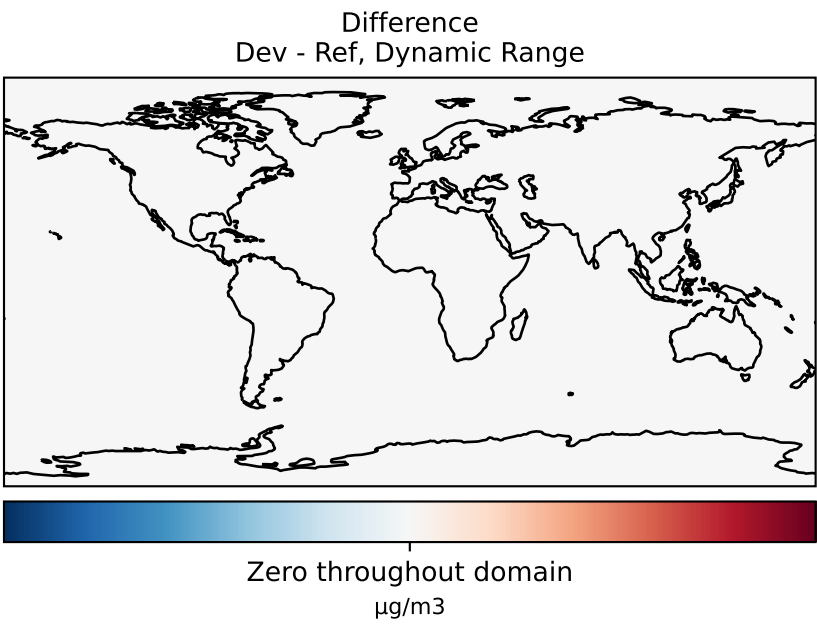 Difference
Dev - Ref, Dynamic Range
Zero throughout domain
μg/m3